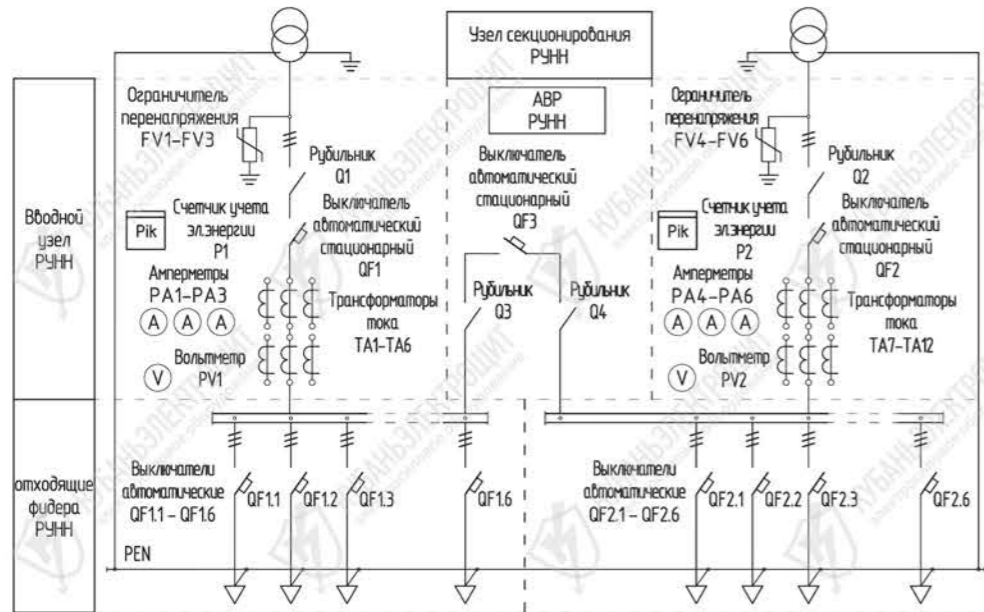 Узел секционирования
РУНН
АВР
РУНН
Вводной
узел
РУНН
Ограничитель
перенапряжения
FV1-FV3
Рубильник
Q1
Счетчик учета
эл.энергии
P1
Pik
Выключатель
автоматический
стационарный
QF1
Амперметры
PA1-PA3
A A A
Трансформаторы
тока
TA1-TA6
Вольтметр
PV1
V
Выключатель
автоматический
стационарный
QF3
Рубильник
Q3
Рубильник
Q4
Ограничитель
перенапряжения
FV4-FV6
Рубильник
Q2
Счетчик учета
эл.энергии
P2
Pik
Выключатель
автоматический
стационарный
QF2
Амперметры
PA4-PA6
A A A
Трансформаторы
тока
TA7-TA12
Вольтметр
PV2
V
отходящие
фидера
РУНН
Выключатели
автоматические
QF1.1 - QF1.6
QF1.1
QF1.2
QF1.3
QF1.6
Выключатели
автоматические
QF2.1 - QF2.6
QF2.1
QF2.2
QF2.3
QF2.6
PEN
КУБАНЬЭЛЕКТРОЩИТ